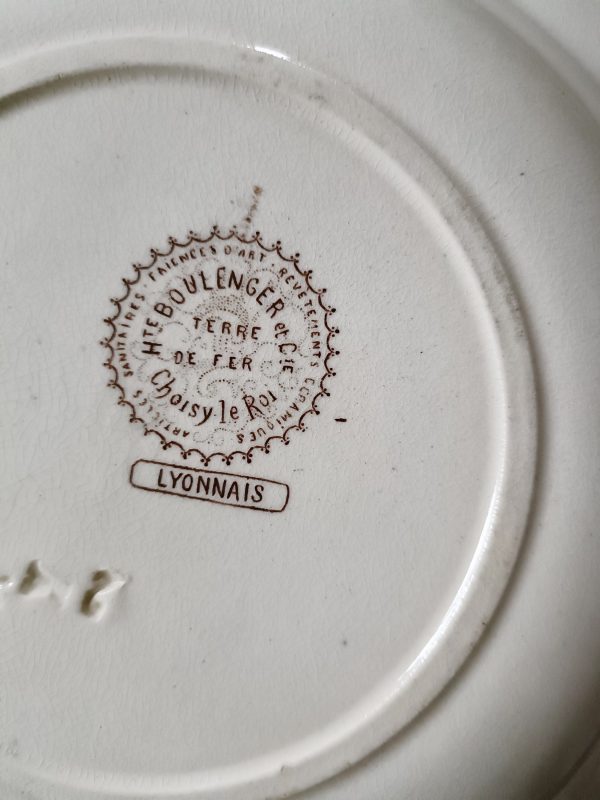 ARTICLES SANITAIRES · FAIENCES D'ART · REVÊTEMENTS CÉRAMIQUES
Hte BOULENGER et Cie
TERRE
DE FER
Choisy-le-Roi
LYONNAIS